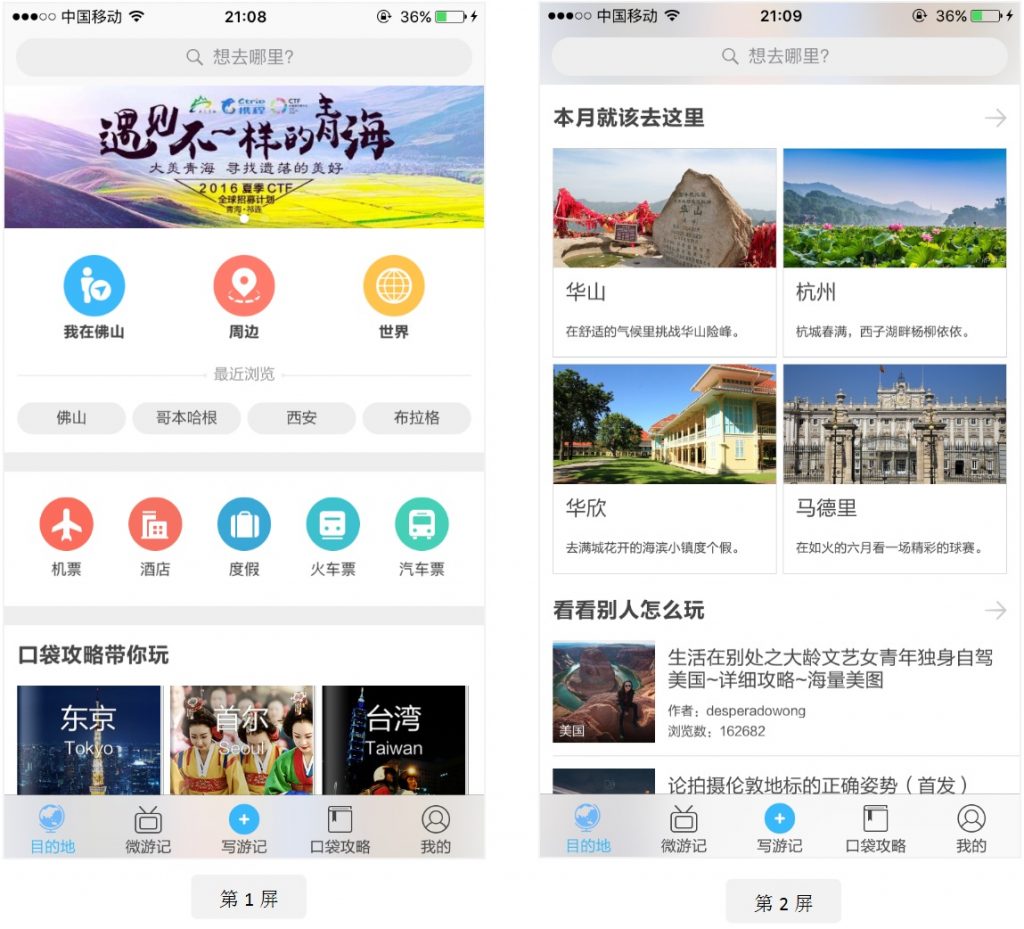 中国移动 21:08 36%
想去哪里?
Ctrip 携程 CTF
遇见不一样的青海
大美青海 寻找遗落的美好
2016 夏季 CTF
全球招募计划
青海·祁连
我在佛山 周边 世界
最近浏览
佛山 哥本哈根 西安 布拉格
机票 酒店 度假 火车票 汽车票
口袋攻略带你玩
东京 首尔 台湾
Tokyo Seoul Taiwan
目的地 微游记 写游记 口袋攻略 我的
第 1 屏
中国移动 21:09 36%
想去哪里?
本月就该去这里
华山
华山 杭州
在舒适的气候里挑战华山险峰。 杭城春满，西子湖畔杨柳依依。
华欣 马德里
去满城花开的海滨小镇度个假。 在如火的六月看一场精彩的球赛。
看看别人怎么玩
生活在别处之大龄文艺女青年独身自驾
美国~详细攻略~海量美图
作者：desperadowong
浏览数：162682
美国
论拍摄伦敦地标的正确姿势（首发）
目的地 微游记 写游记 口袋攻略 我的
第 2 屏